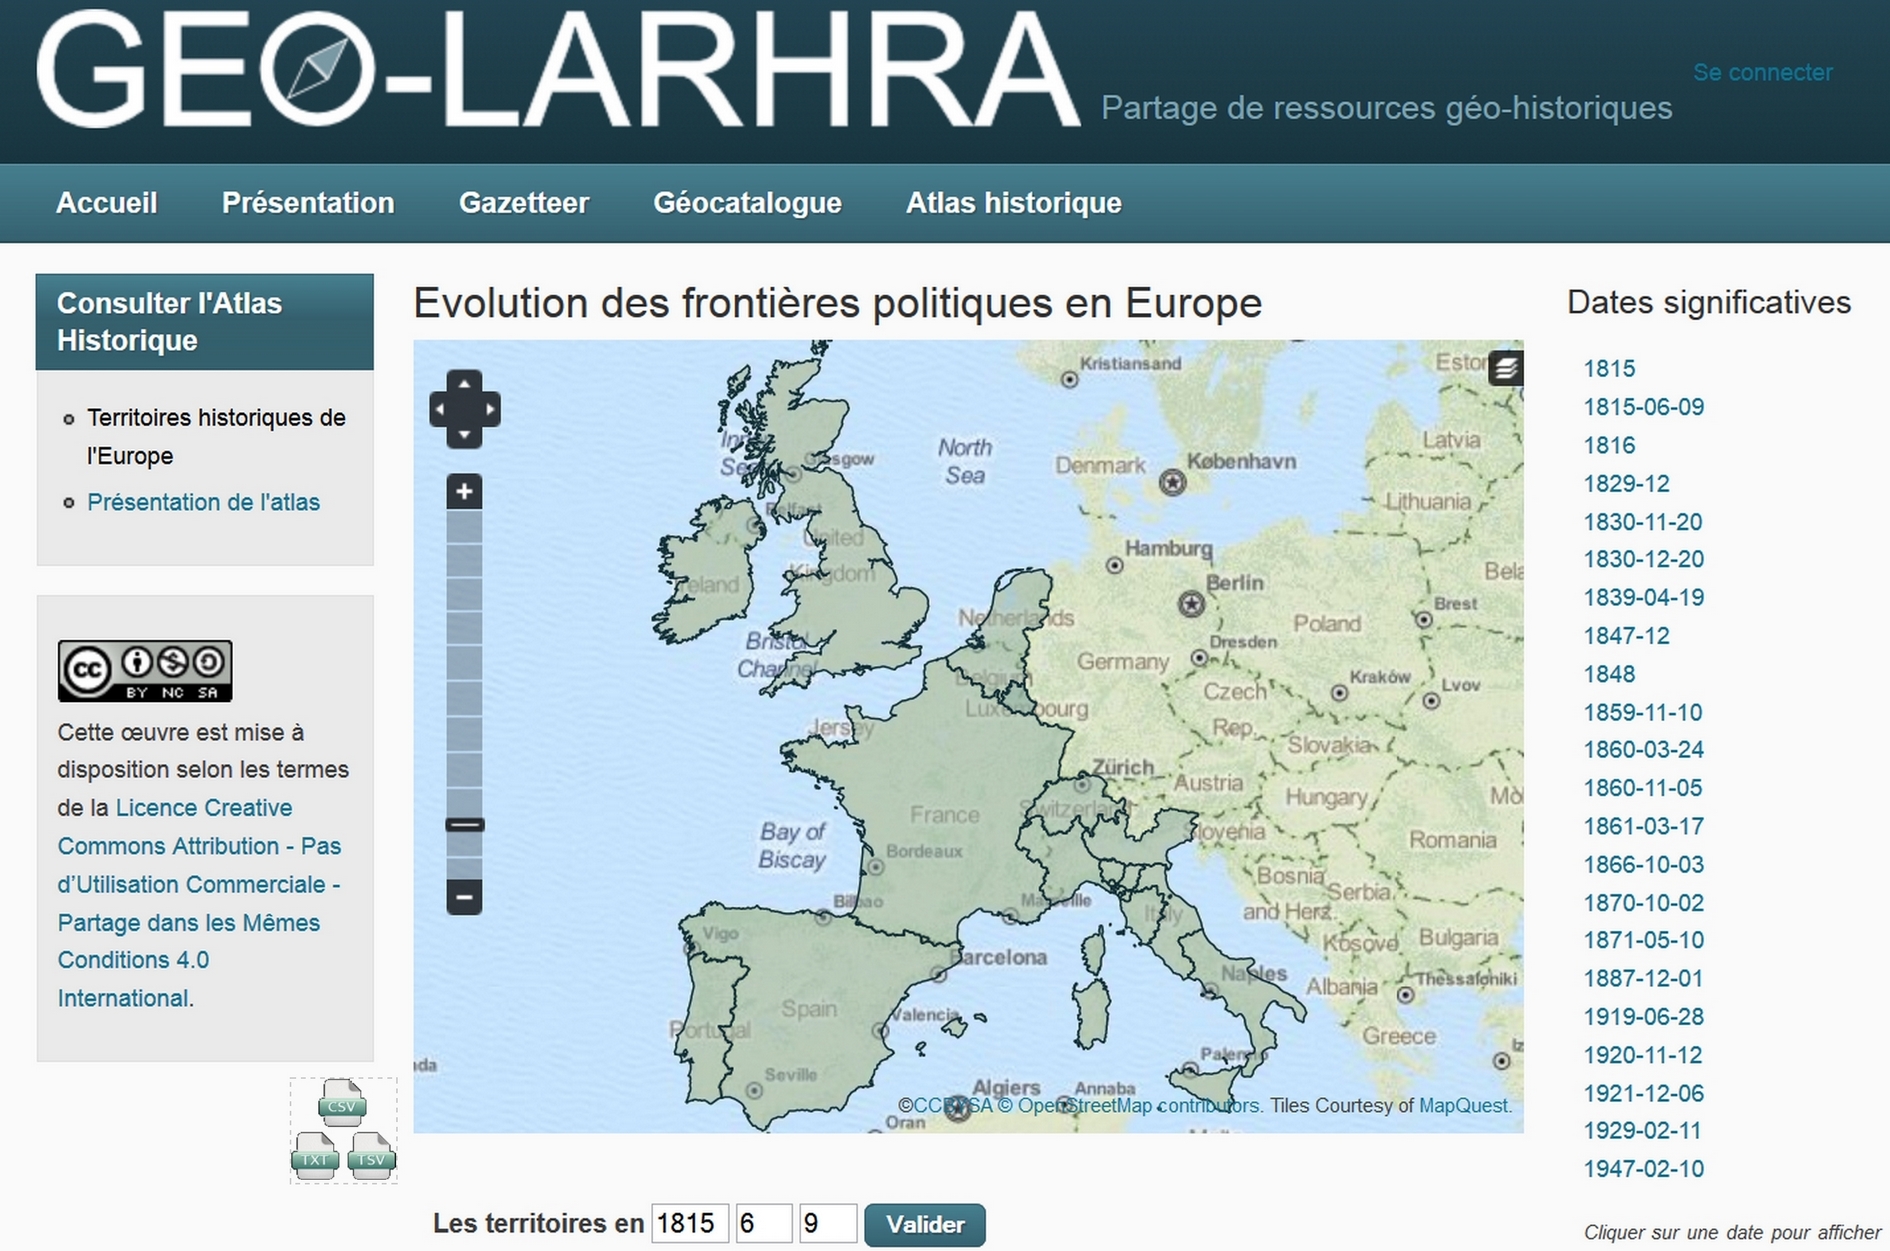 GEO-LARHRA
Partage de ressources géo-historiques
Se connecter
Accueil
Présentation
Gazetteer
Géocatalogue
Atlas historique
Consulter l'Atlas
Historique
Territoires historiques de
l'Europe
Présentation de l'atlas
cc
BY NC SA
Cette œuvre est mise à
disposition selon les termes
de la Licence Creative
Commons Attribution - Pas
d’Utilisation Commerciale -
Partage dans les Mêmes
Conditions 4.0
International.
CSV
TXT
TSV
Evolution des frontières politiques en Europe
Kristiansand
Latvia
North
Sea
Denmark
København
Lithuania
Belfast
United
Kingdom
Ireland
Hamburg
Berlin
Brest
Netherlands
Poland
Dresden
Bristol
Channel
Germany
Belgium
Kraków
Lvov
Czech
Rep.
Luxembourg
Jersey
Slovakia
Zürich
Austria
Hungary
Switzerland
France
Slovenia
Romania
Bay of
Biscay
Bordeaux
Bosnia
and Herz.
Serbia
Bilbao
Marseille
Italy
Vigo
Kosovo
Bulgaria
Barcelona
Naples
Albania
Thessaloniki
Spain
Valencia
Portugal
Greece
Palermo
Seville
Algiers
Annaba
Oran
©CCBYSA © OpenStreetMap contributors. Tiles Courtesy of MapQuest.
Les territoires en 1815 6 9 Valider
Dates significatives
1815
1815-06-09
1816
1829-12
1830-11-20
1830-12-20
1839-04-19
1847-12
1848
1859-11-10
1860-03-24
1860-11-05
1861-03-17
1866-10-03
1870-10-02
1871-05-10
1887-12-01
1919-06-28
1920-11-12
1921-12-06
1929-02-11
1947-02-10
Cliquer sur une date pour afficher